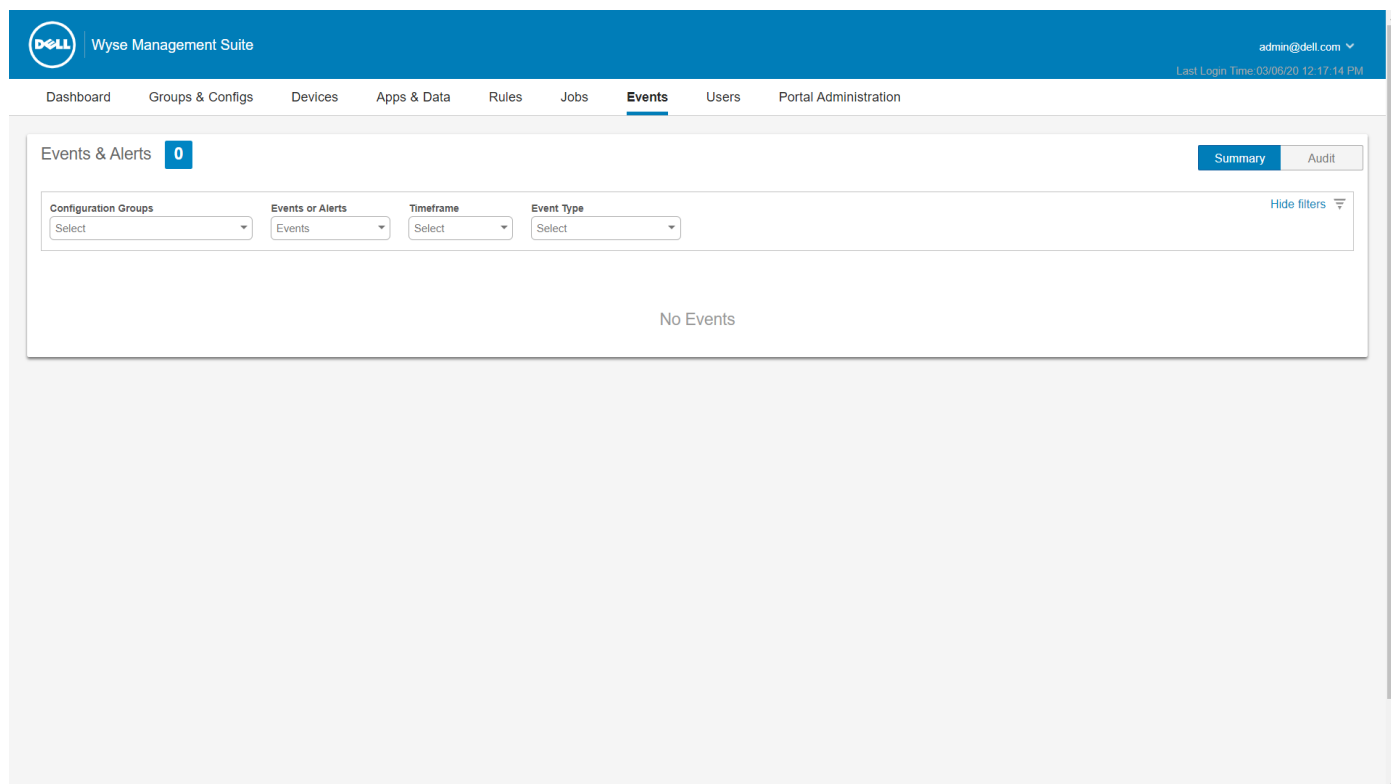 DELL Wyse Management Suite
admin@dell.com
Last Login Time:03/06/20 12:17:14 PM
Dashboard Groups & Configs Devices Apps & Data Rules Jobs Events Users Portal Administration
Events & Alerts 0
Summary Audit
Hide filters
Configuration Groups Events or Alerts Timeframe Event Type
Select Events Select Select
No Events